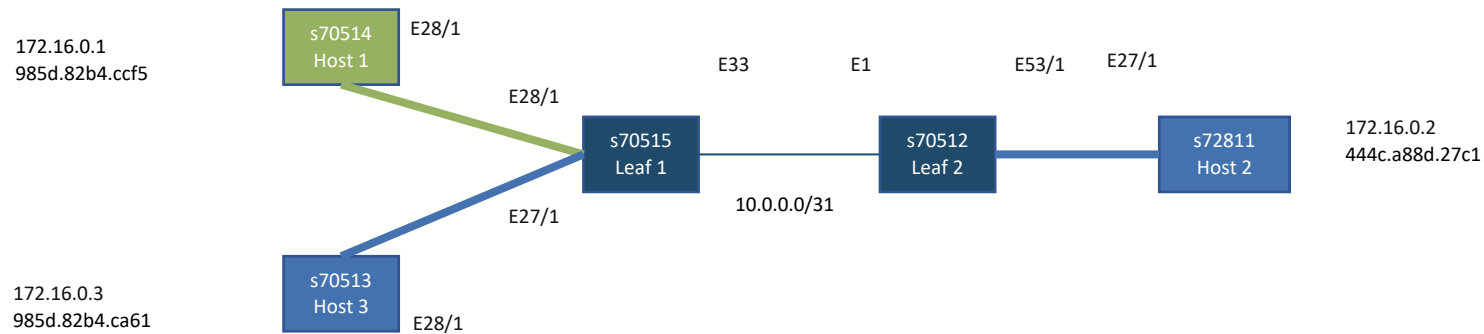 172.16.0.1
985d.82b4.ccf5
s70514
Host 1
E28/1
E28/1
E33
E1
E53/1
E27/1
s70515
Leaf 1
s70512
Leaf 2
s72811
Host 2
172.16.0.2
444c.a88d.27c1
10.0.0.0/31
E27/1
s70513
Host 3
172.16.0.3
985d.82b4.ca61
E28/1